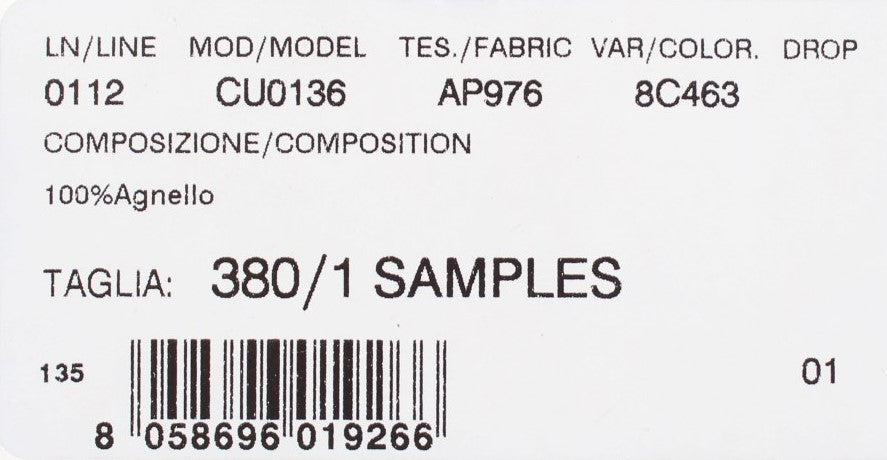 LN/LINE MOD/MODEL TES./FABRIC VAR/COLOR. DROP
0112 CU0136 AP976 8C463
COMPOSIZIONE/COMPOSITION
100%Agnello
TAGLIA: 380/1 SAMPLES
135 01
8 058696 019266